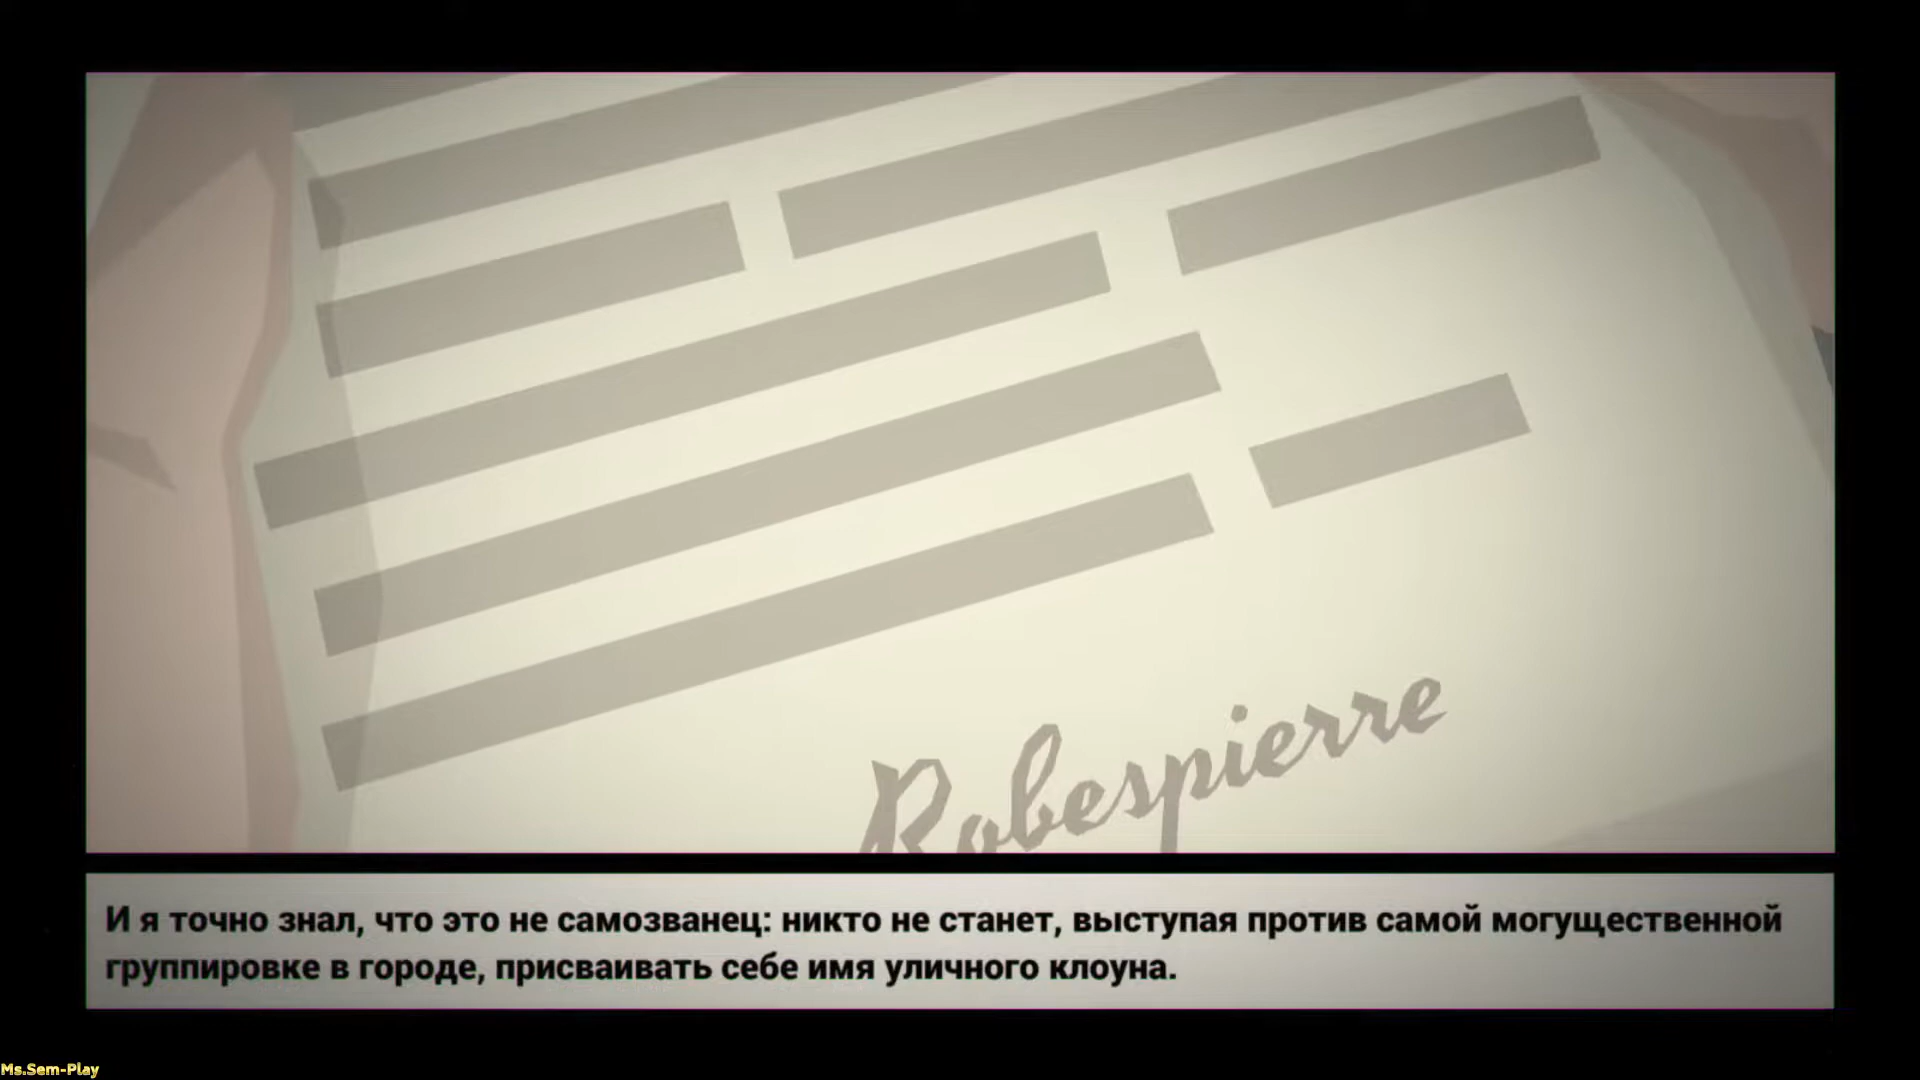 Robespierre
И я точно знал, что это не самозванец: никто не станет, выступая против самой могущественной
группировке в городе, присваивать себе имя уличного клоуна.
Ms.Sem-Play